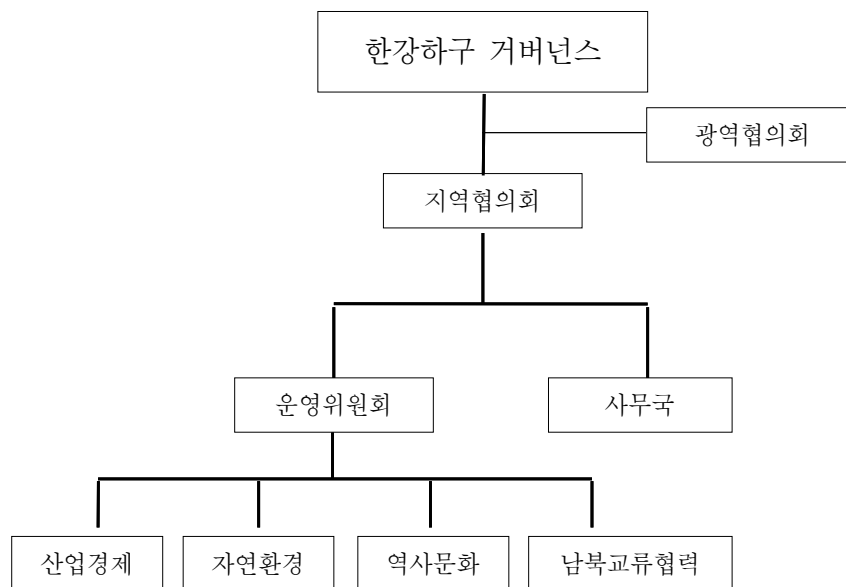 한강하구 거버넌스
광역협의회
지역협의회
운영위원회
사무국
산업경제
자연환경
역사문화
남북교류협력